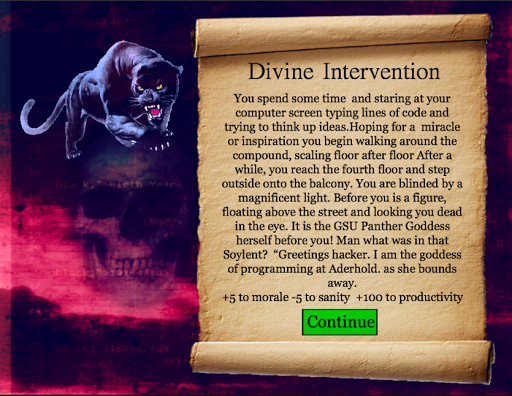 Divine Intervention
You spend some time and staring at your
computer screen typing lines of code and
trying to think up ideas.Hoping for a miracle
or inspiration you begin walking around the
compound, scaling floor after floor After a
while, you reach the fourth floor and step
outside onto the balcony. You are blinded by a
magnificent light. Before you is a figure,
floating above the street and looking you dead
in the eye. It is the GSU Panther Goddess
herself before you! Man what was in that
Soylent? “Greetings hacker. I am the goddess
of programming at Aderhold. as she bounds
away.
+5 to morale -5 to sanity +100 to productivity
Continue